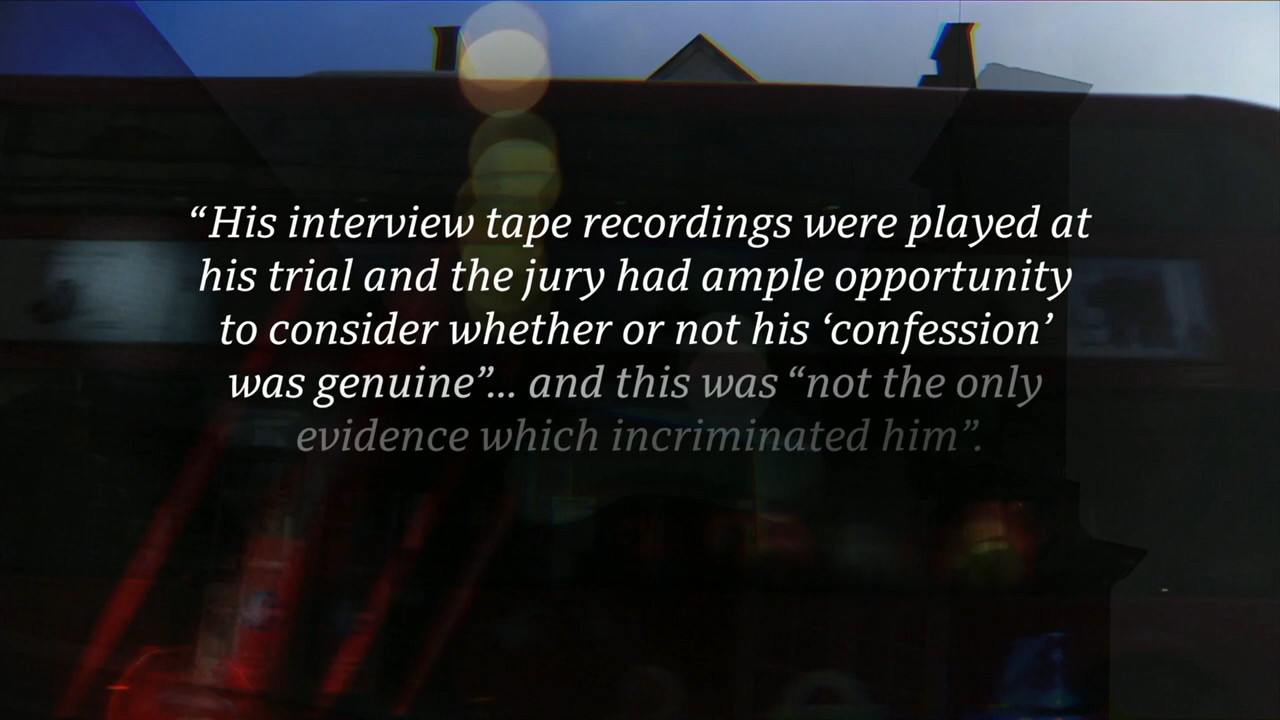 “His interview tape recordings were played at
his trial and the jury had ample opportunity
to consider whether or not his ‘confession’
was genuine”... and this was “not the only
evidence which incriminated him”.